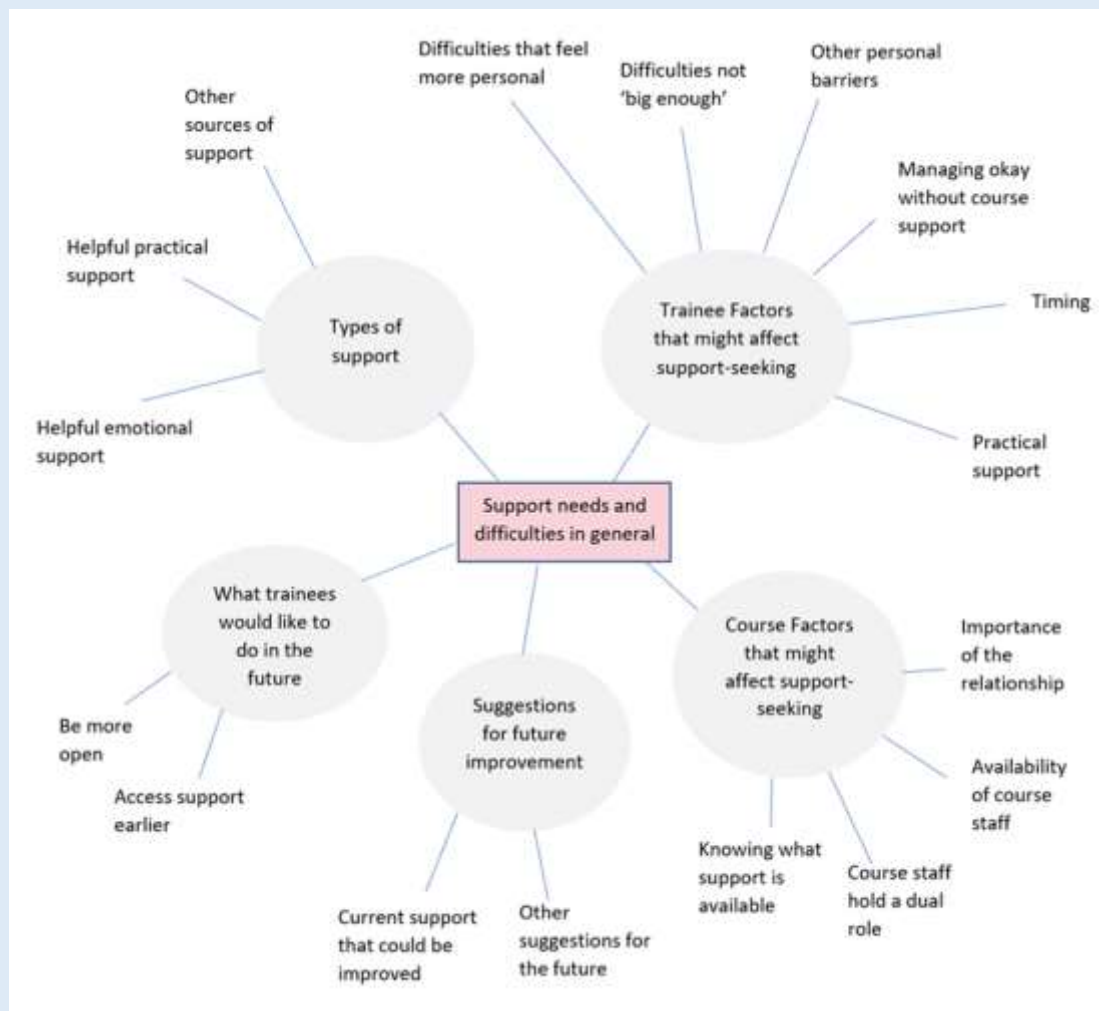 Difficulties that feel
more personal
Difficulties not
‘big enough’
Other personal
barriers
Other
sources of
support
Managing okay
without course
support
Helpful practical
support
Types of
support
Trainee Factors
that might affect
support-seeking
Timing
Helpful emotional
support
Practical
support
Support needs and
difficulties in general
What trainees
would like to
do in the
future
Course Factors
that might
affect support-
seeking
Importance
of the
relationship
Be more
open
Suggestions
for future
improvement
Access support
earlier
Availability
of course
staff
Knowing what
support is
available
Course staff
hold a dual
role
Current support
that could be
improved
Other
suggestions for
the future